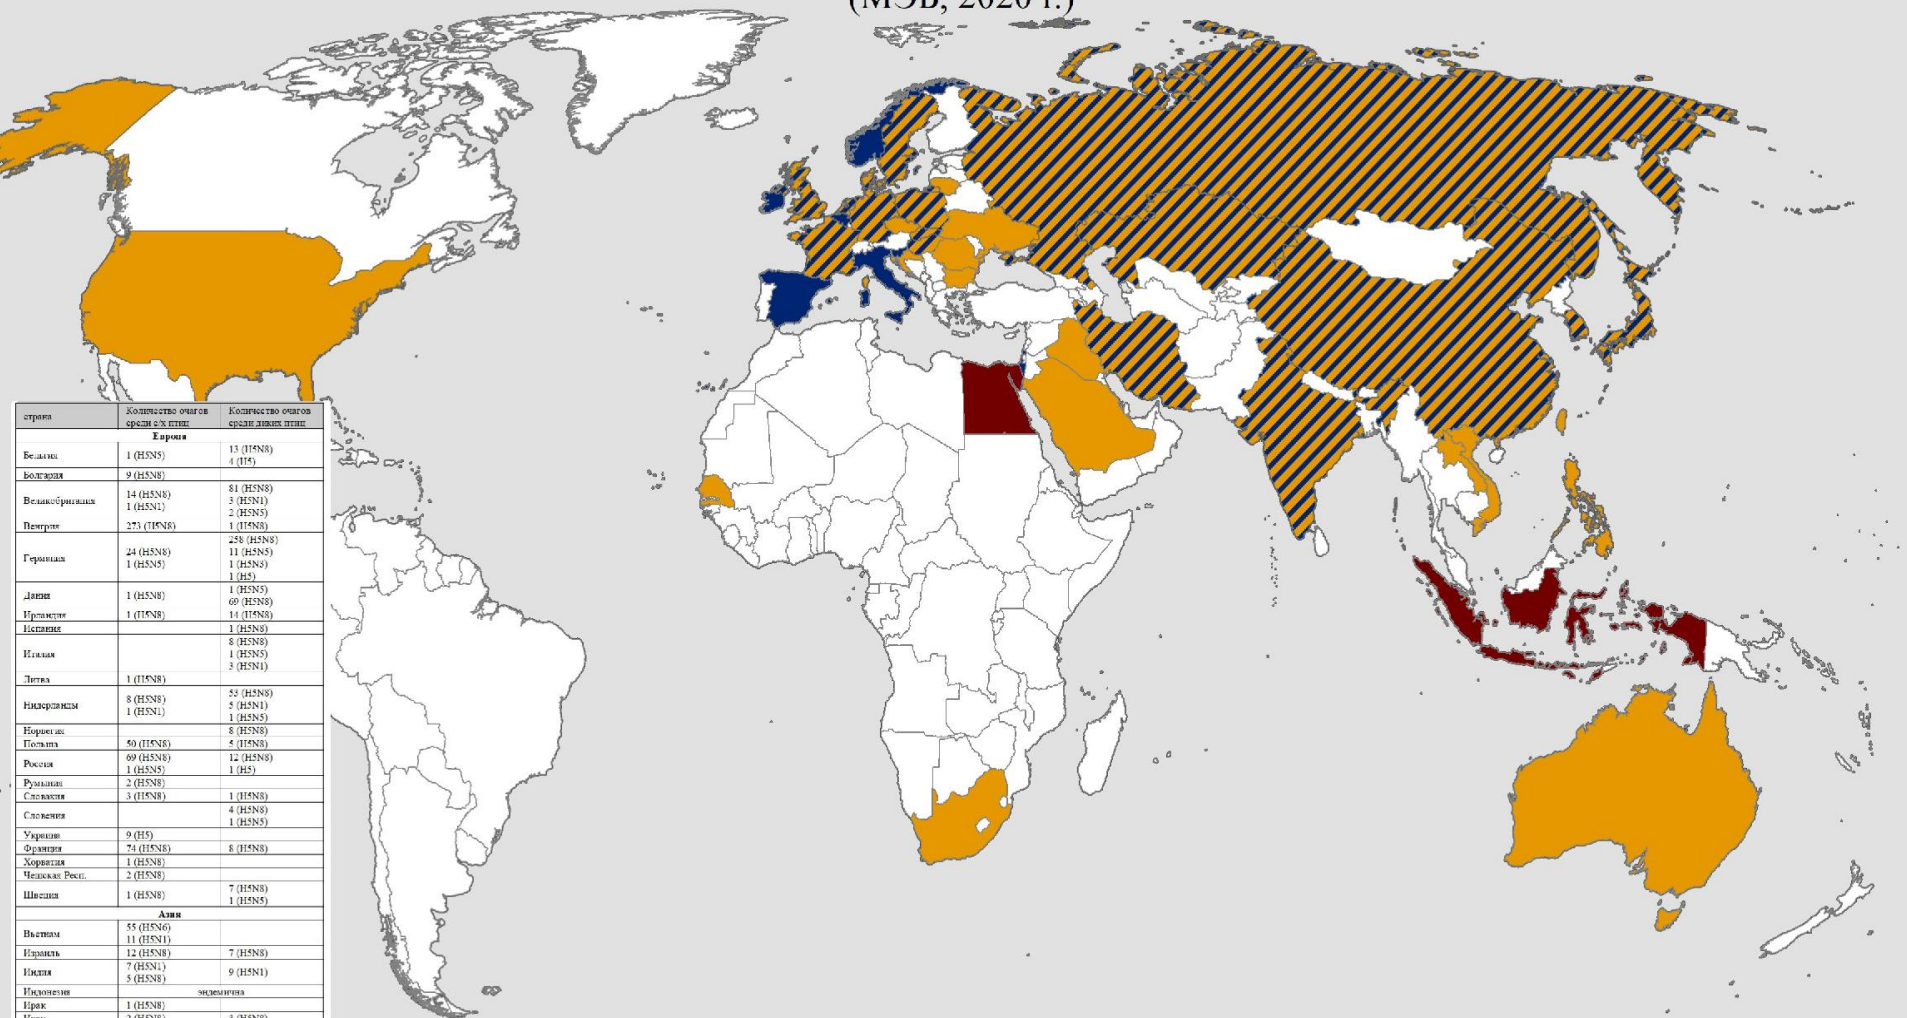 (МЭБ, 2020 г.)
страна Количество очагов среди с/х птиц Количество очагов среди диких птиц
Европа
Бельгия 1 (H5N5) 13 (H5N8)
4 (H5)
Болгария 9 (H5N8)
Великобритания 14 (H5N8) 81 (H5N8)
1 (H5N1) 3 (H5N1)
2 (H5N5)
Венгрия 273 (H5N8) 1 (H5N8)
Германия 24 (H5N8) 258 (H5N8)
1 (H5N5) 11 (H5N5)
1 (H5N3)
1 (H5)
Дания 1 (H5N8) 1 (H5N5)
69 (H5N8)
Ирландия 1 (H5N8) 14 (H5N8)
Испания 1 (H5N8)
Италия 8 (H5N8)
1 (H5N5)
3 (H5N1)
Литва 1 (H5N8)
Нидерланды 8 (H5N8) 53 (H5N8)
1 (H5N1) 5 (H5N1)
1 (H5N5)
Норвегия 8 (H5N8)
Польша 50 (H5N8) 5 (H5N8)
Россия 69 (H5N8) 12 (H5N8)
1 (H5N5) 1 (H5)
Румыния 2 (H5N8)
Словакия 3 (H5N8) 1 (H5N8)
Словения 4 (H5N8)
1 (H5N5)
Украина 9 (H5)
Франция 74 (H5N8) 8 (H5N8)
Хорватия 1 (H5N8)
Чешская Респ. 2 (H5N8)
Швеция 1 (H5N8) 7 (H5N8)
1 (H5N5)
Азия
Вьетнам 55 (H5N6)
11 (H5N1)
Израиль 12 (H5N8) 7 (H5N8)
Индия 7 (H5N1) 9 (H5N1)
5 (H5N8)
Индонезия эндемична
Ирак 1 (H5N8)